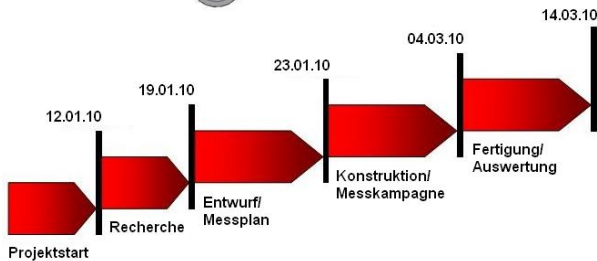 14.03.10
04.03.10
23.01.10
19.01.10
12.01.10
Fertigung/
Auswertung
Konstruktion/
Messkampagne
Entwurf/
Messplan
Recherche
Projektstart